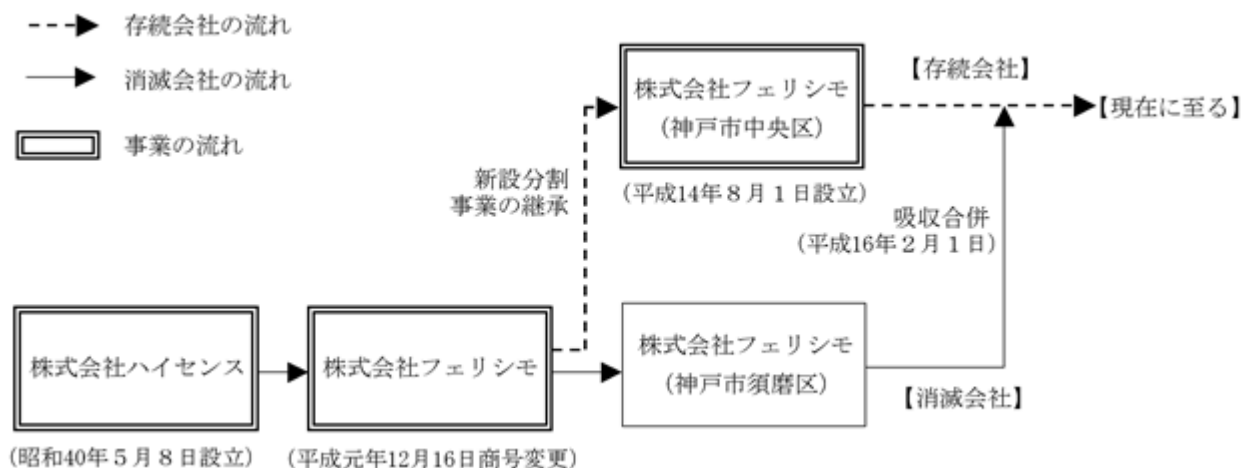 存続会社の流れ
消滅会社の流れ
事業の流れ
新設分割
事業の継承
株式会社フェリシモ
（神戸市中央区）
（平成14年８月１日設立）
【存続会社】
【現在に至る】
吸収合併
（平成16年２月１日）
株式会社ハイセンス
（昭和40年５月８日設立）
株式会社フェリシモ
（平成元年12月16日商号変更）
株式会社フェリシモ
（神戸市須磨区）
【消滅会社】